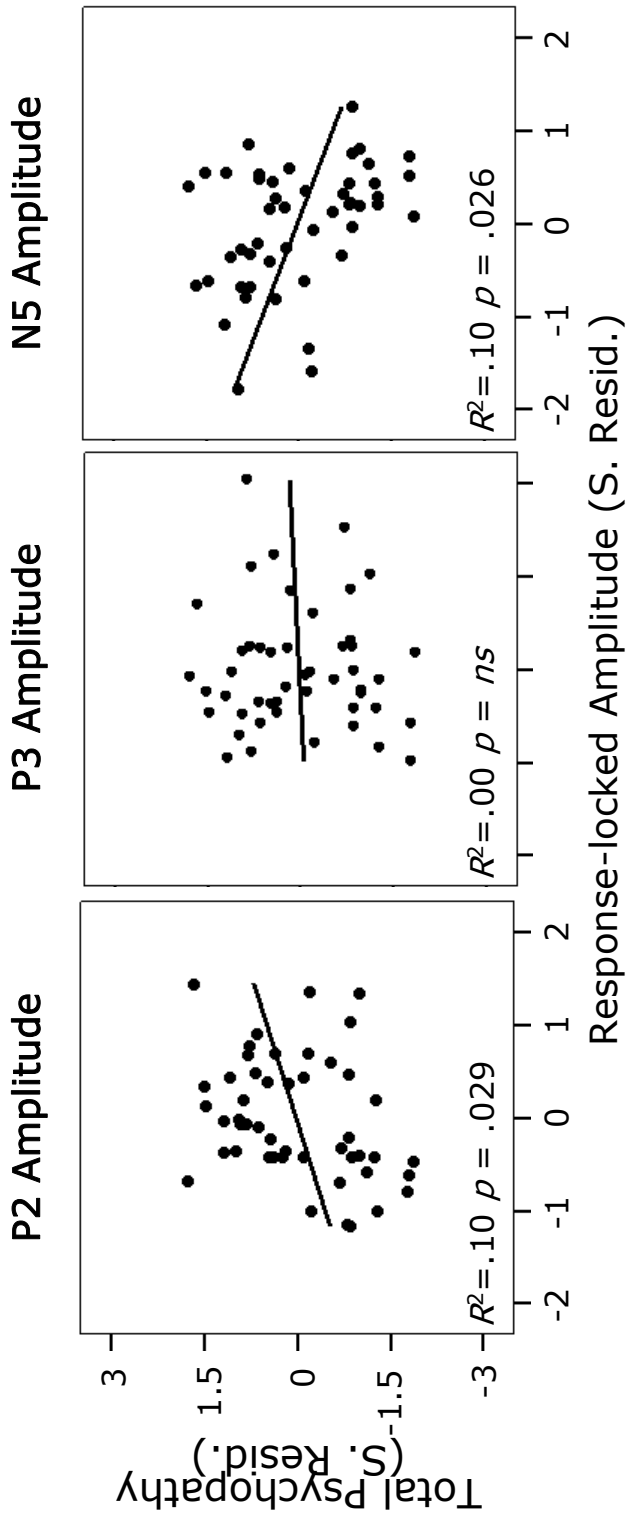 P2 Amplitude
P3 Amplitude
N5 Amplitude
Total Psychopathy
(S. Resid.)
3
1.5
0
-1.5
-3
R²=.10 p = .029
R²=.00 p = ns
R²=.10 p = .026
-2 -1 0 1 2
-2 -1 0 1 2
Response-locked Amplitude (S. Resid.)